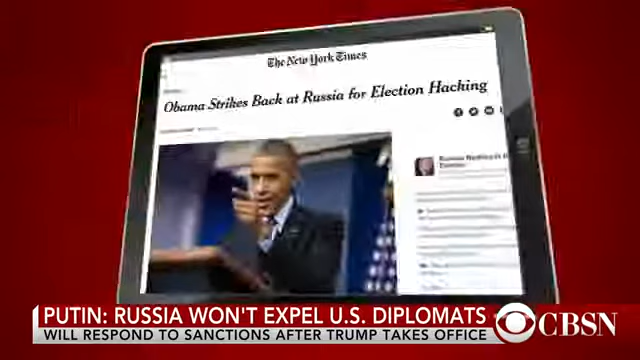 The New York Times
Obama Strikes Back at Russia for Election Hacking
PUTIN: RUSSIA WON'T EXPEL U.S. DIPLOMATS
WILL RESPOND TO SANCTIONS AFTER TRUMP TAKES OFFICE
CBSN